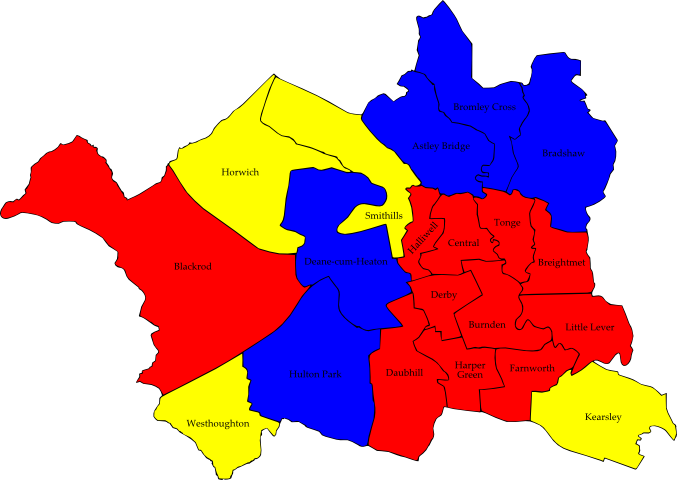 Bromley Cross
Astley Bridge
Bradshaw
Horwich
Smithills
Halliwell
Central
Tonge
Blackrod
Deane-cum-Heaton
Breightmet
Derby
Burnden
Little Lever
Hulton Park
Daubhill
Harper
Green
Farnworth
Westhoughton
Kearsley